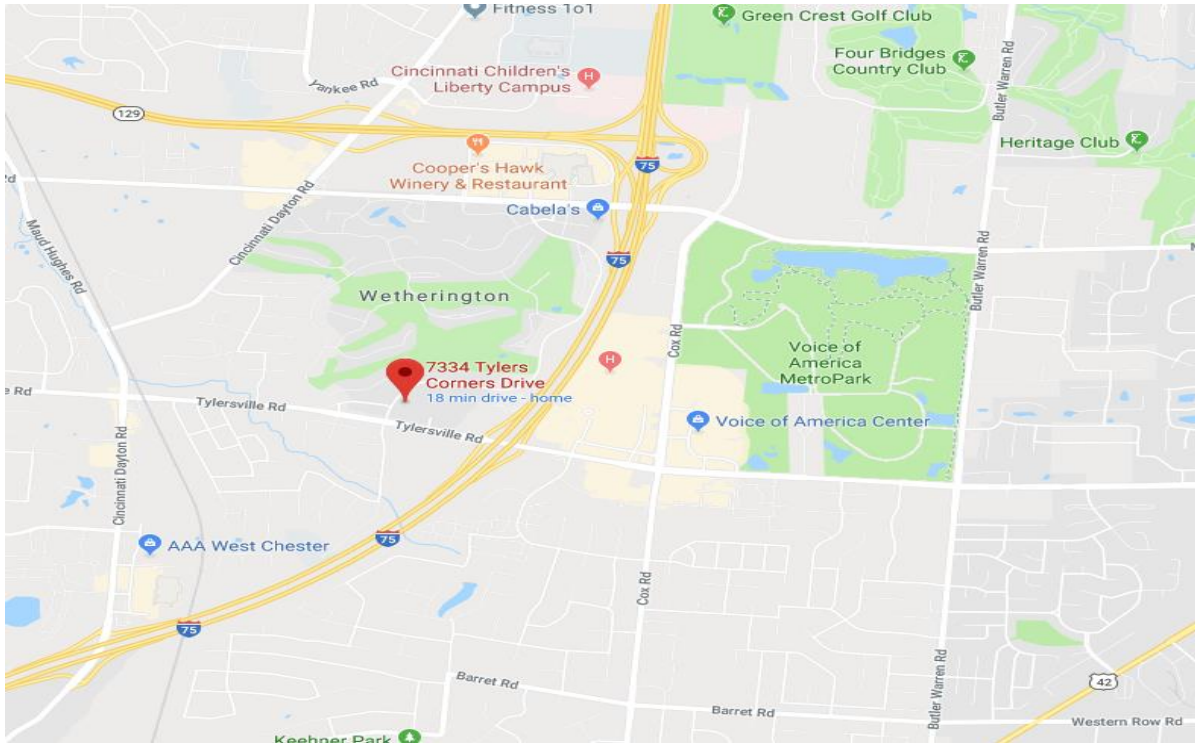 Fitness 1o1
Green Crest Golf Club
Four Bridges
Country Club
Cincinnati Children's
Liberty Campus
H
Yankee Rd
129
Butler Warren Rd
Heritage Club
Cooper's Hawk
Winery & Restaurant
75
Rd
Cabela's
Maud Hughes Rd
Cincinnati Dayton Rd
75
Butler Warren Rd
N
Wetherington
Cox Rd
Voice of
America
MetroPark
H
7334 Tylers
Corners Drive
18 min drive - home
e Rd
Tylersville Rd
Tylersville Rd
Voice of America Center
Cincinnati Dayton Rd
75
AAA West Chester
Cox Rd
75
Butler Warren Rd
42
Barret Rd
Barret Rd
Western Row Rd
Keehner Park